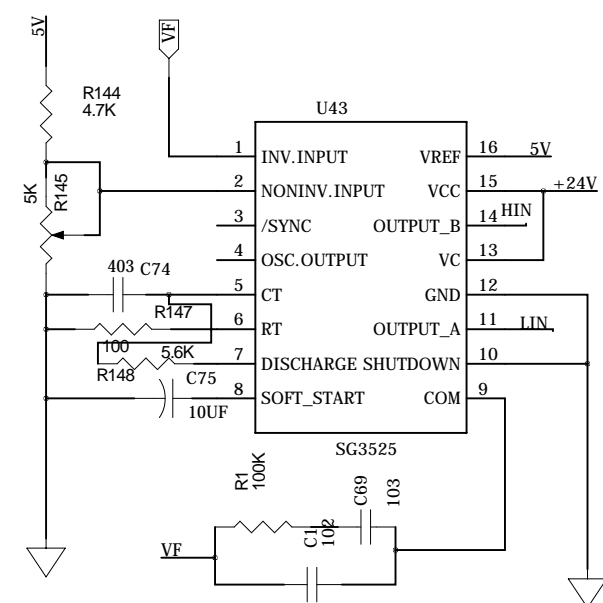 5V
VF
R144
4.7K
U43
1 INV.INPUT VREF 16 5V
2 NONINV.INPUT VCC 15 +24V
3 /SYNC OUTPUT_B 14 HIN
4 OSC.OUTPUT VC 13
5 CT GND 12
6 RT OUTPUT_A 11 LIN
7 DISCHARGE SHUTDOWN 10
8 SOFT_START COM 9
5K
R145
403 C74
R147
100
5.6K
R148
C75
10UF
SG3525
R1
100K
C69
103
C1
102
VF